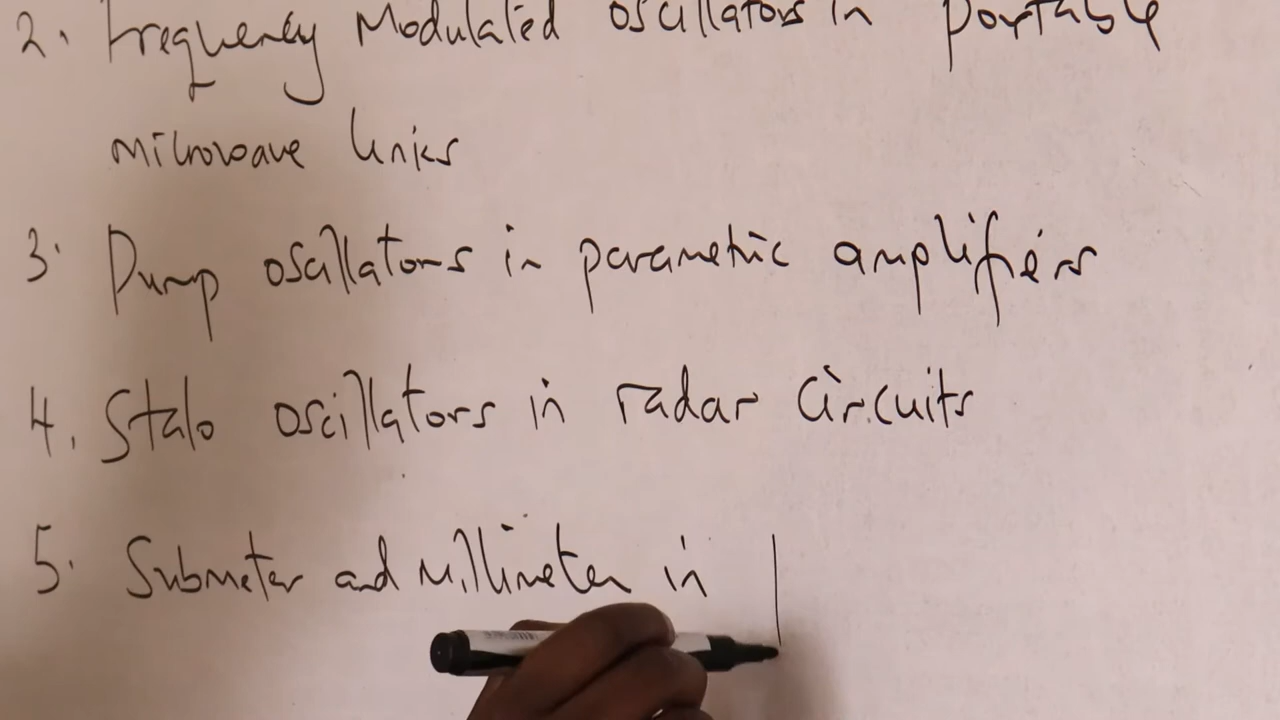 2. Frequency Modulated oscillators in portable
microwave links
3. Pump oscillators in parametric amplifiers
4. Stalo oscillators in radar circuits
5. Submeter and Millimeter in